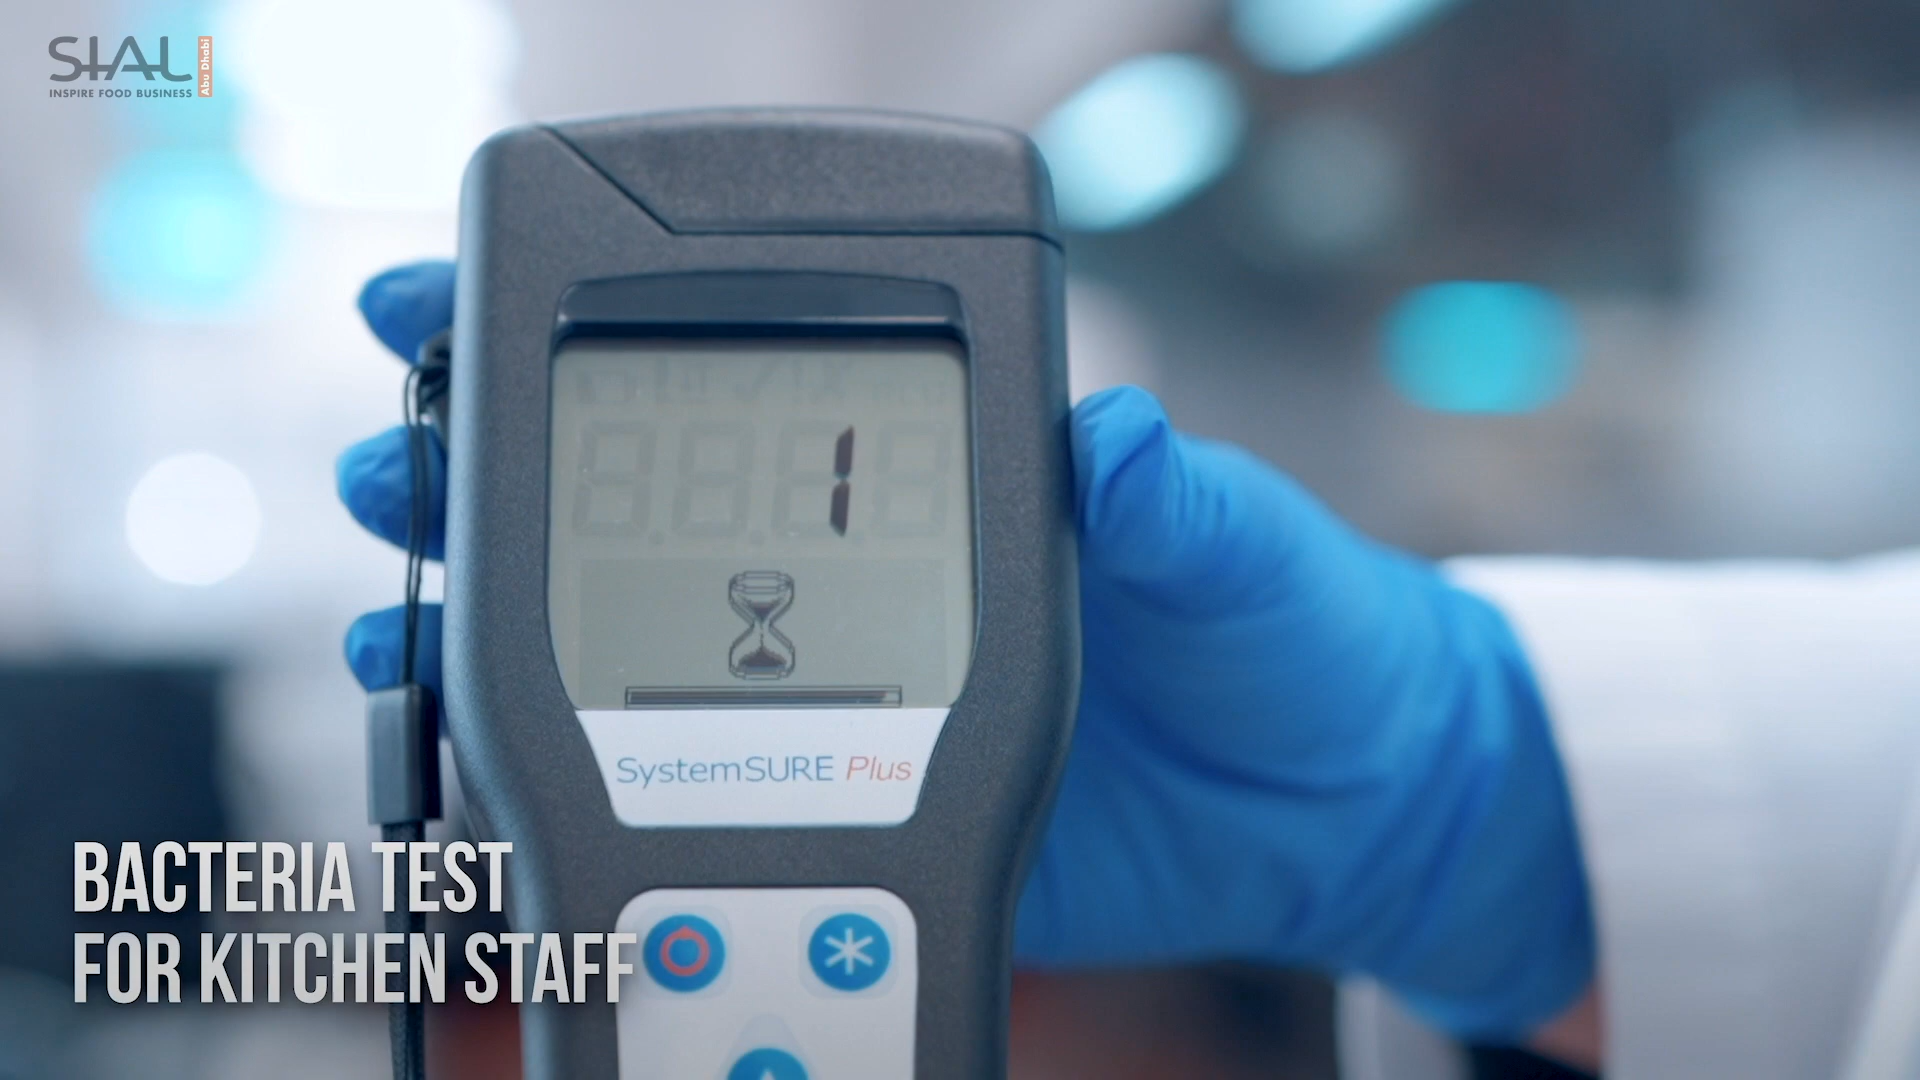 SIAL
Abu Dhabi
INSPIRE FOOD BUSINESS
1
SystemSURE Plus
BACTERIA TEST
FOR KITCHEN STAFF